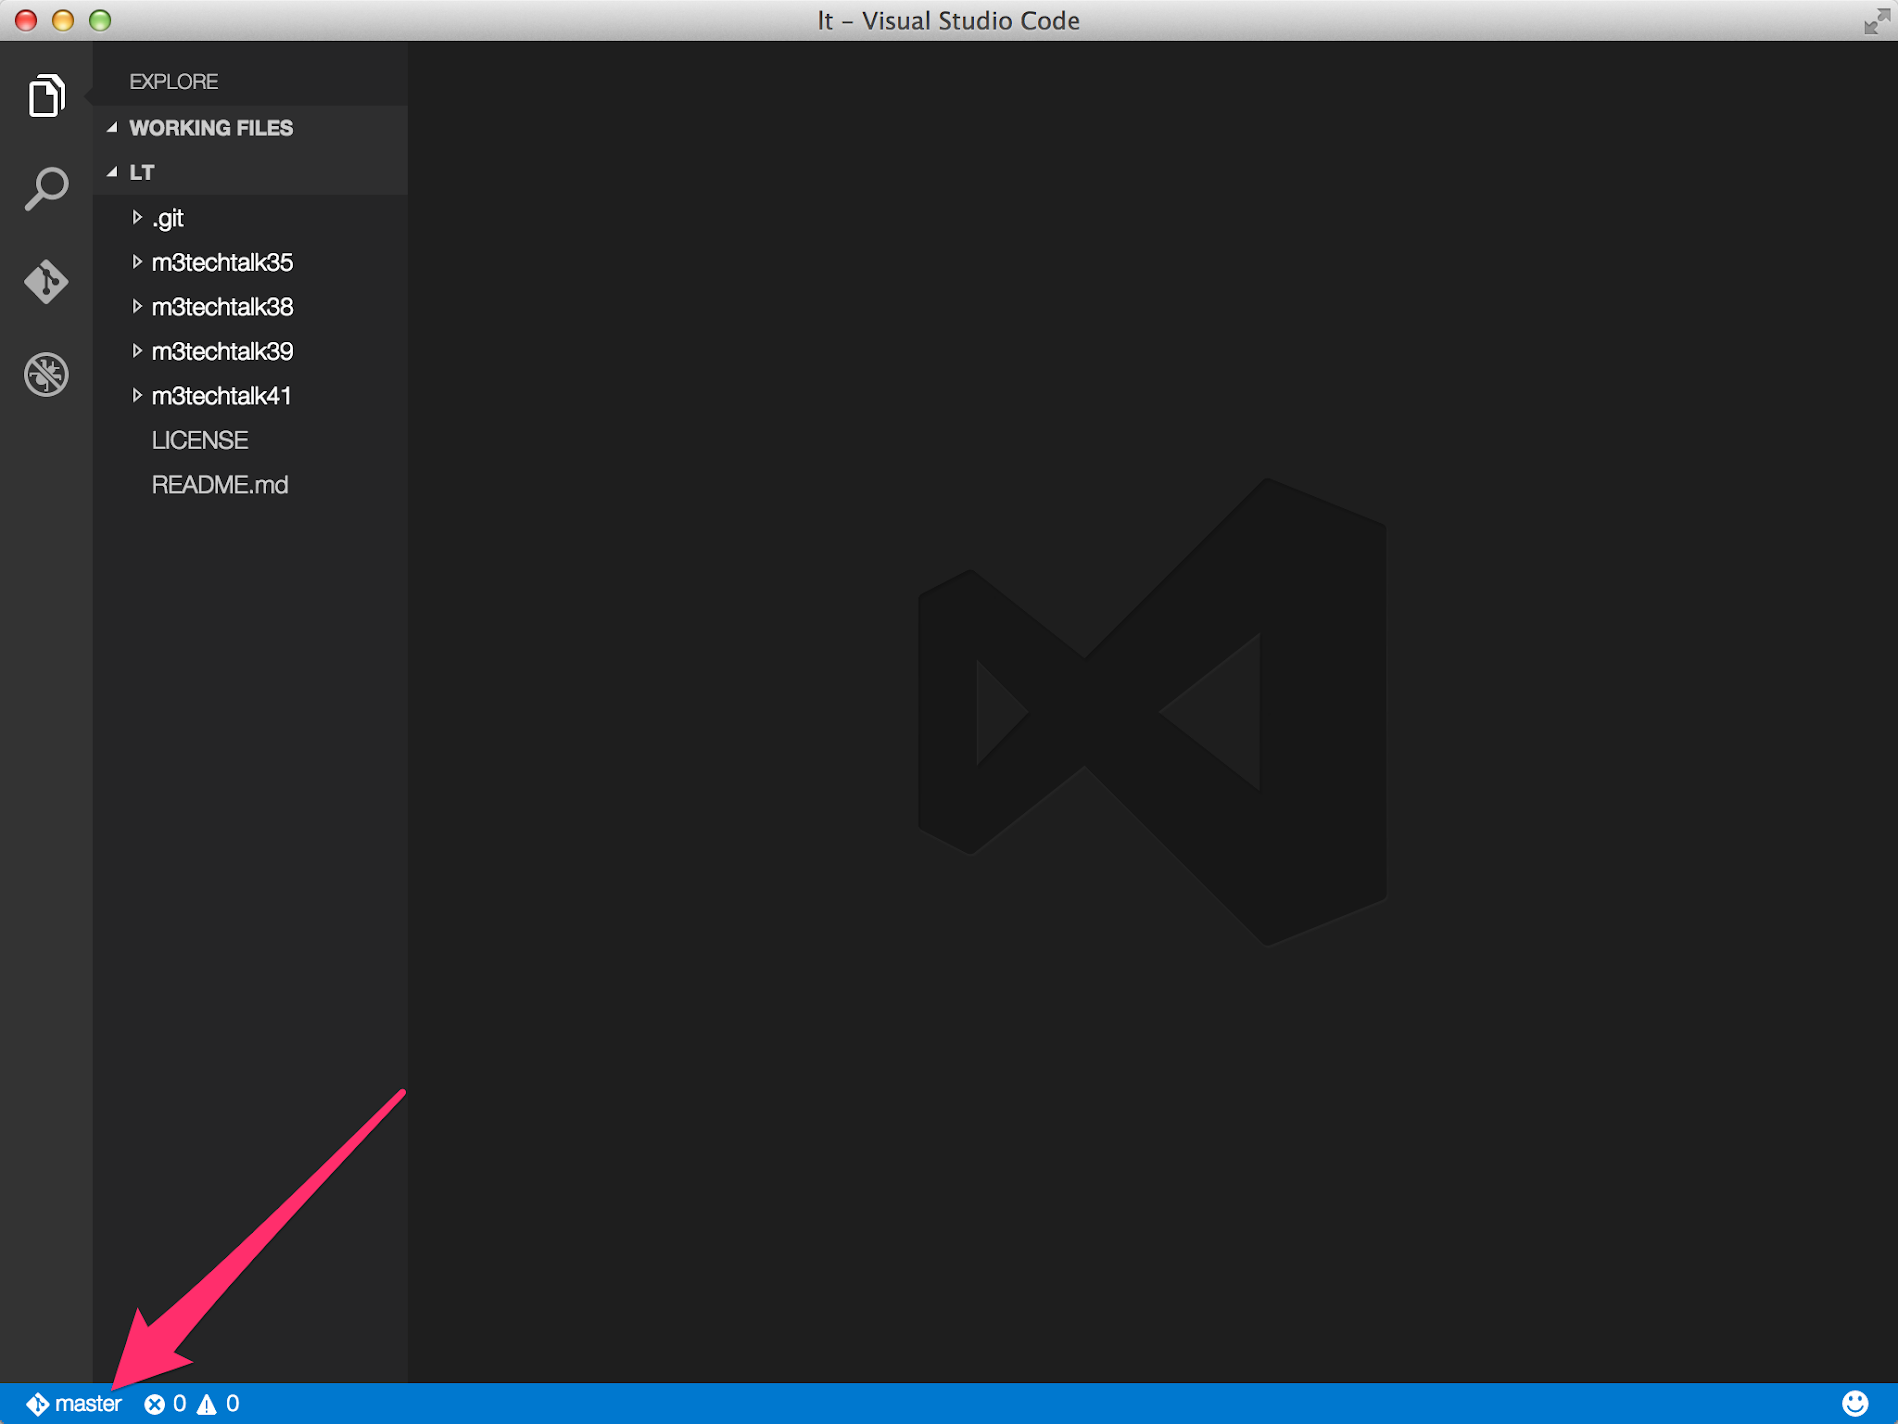 lt – Visual Studio Code
EXPLORE
WORKING FILES
LT
.git
m3techtalk35
m3techtalk38
m3techtalk39
m3techtalk41
LICENSE
README.md
master 0 0